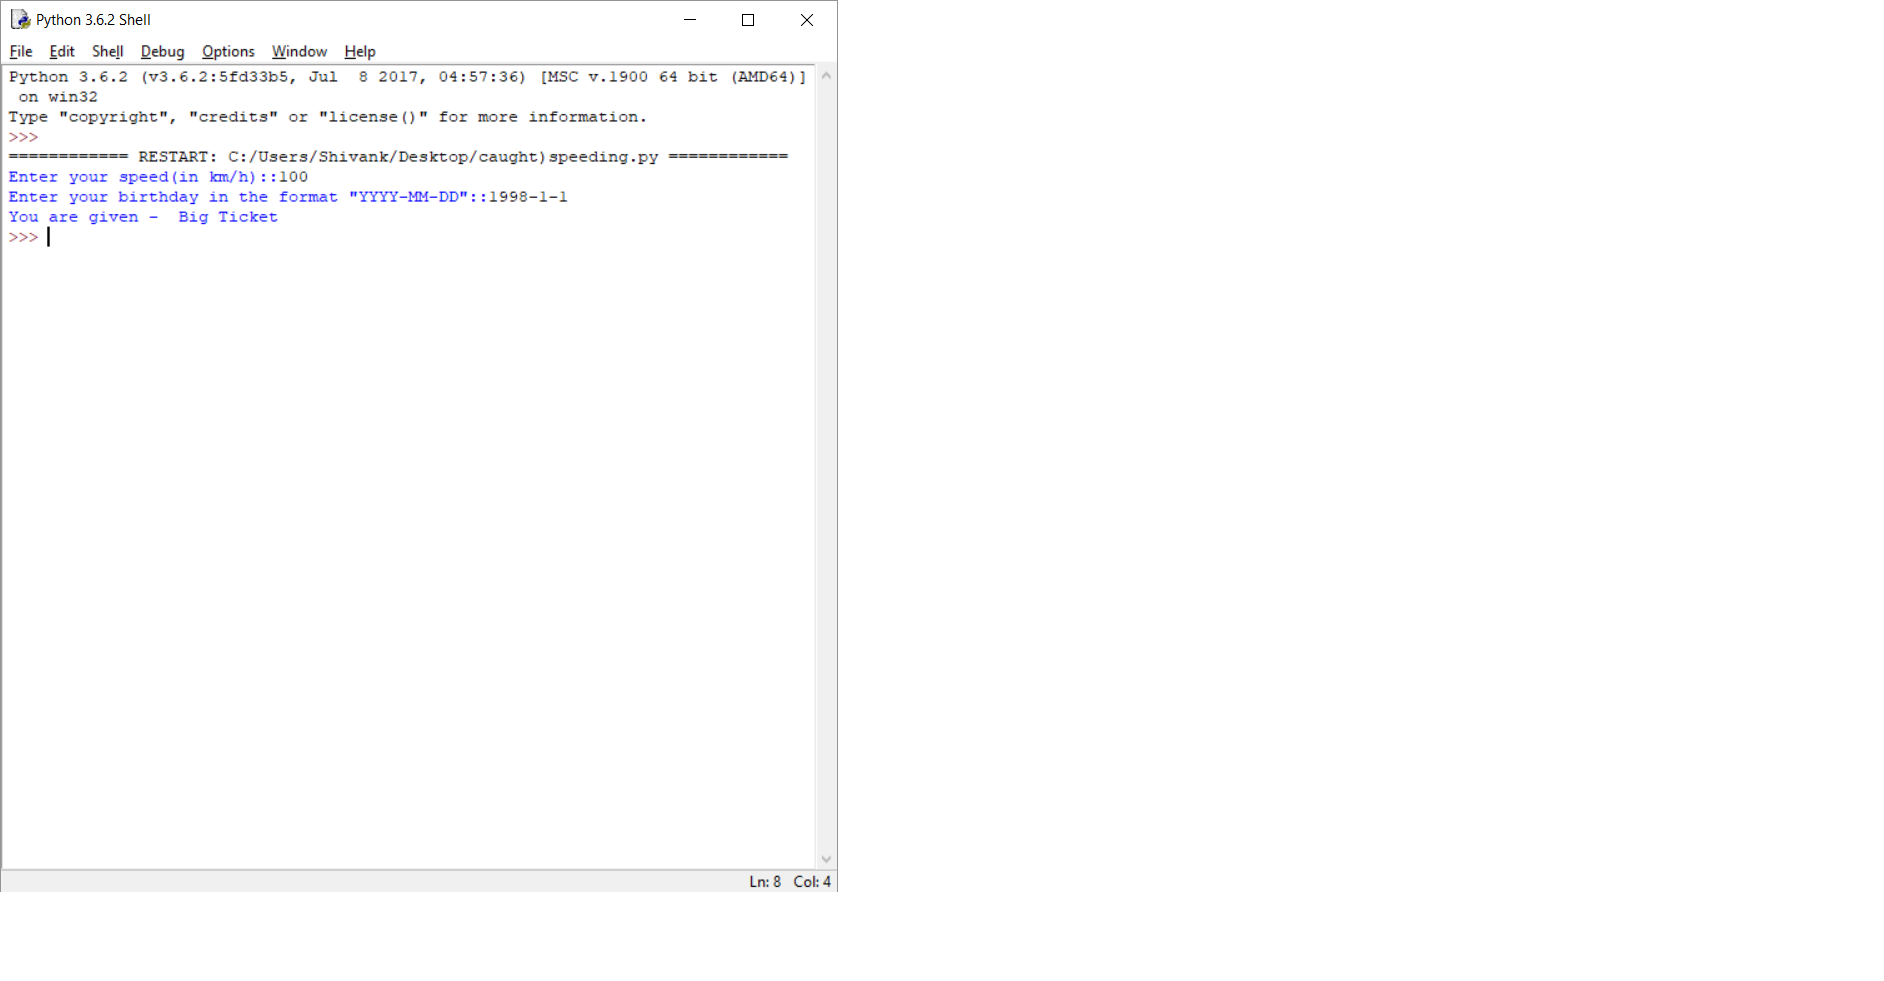 Python 3.6.2 Shell
File Edit Shell Debug Options Window Help
Python 3.6.2 (v3.6.2:5fd33b5, Jul  8 2017, 04:57:36) [MSC v.1900 64 bit (AMD64)]
 on win32
Type "copyright", "credits" or "license()" for more information.
>>>
============ RESTART: C:/Users/Shivank/Desktop/caught)speeding.py ============
Enter your speed(in km/h)::100
Enter your birthday in the format "YYYY-MM-DD"::1998-1-1
You are given -  Big Ticket
>>>
Ln: 8 Col: 4